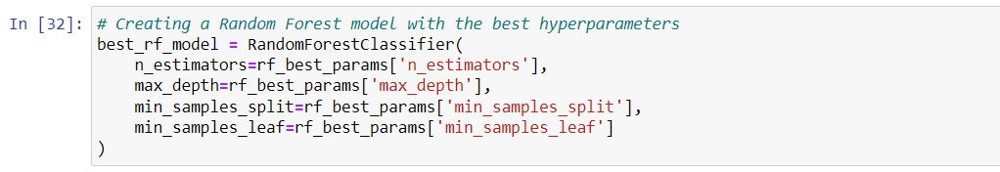 In [32]: # Creating a Random Forest model with the best hyperparameters
best_rf_model = RandomForestClassifier(
    n_estimators=rf_best_params['n_estimators'],
    max_depth=rf_best_params['max_depth'],
    min_samples_split=rf_best_params['min_samples_split'],
    min_samples_leaf=rf_best_params['min_samples_leaf']
)